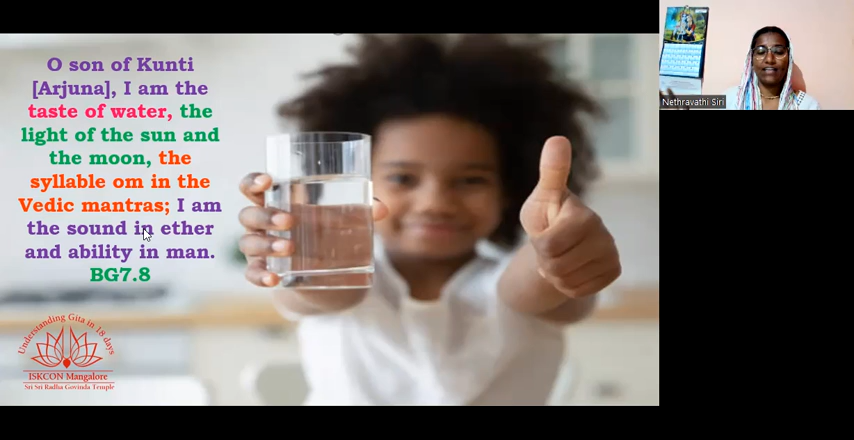 O son of Kunti
[Arjuna], I am the
taste of water, the
light of the sun and
the moon, the
syllable om in the
Vedic mantras; I am
the sound in ether
and ability in man.
BG7.8
Understanding Gita in 18 days
ISKCON Mangalore
Sri Sri Radha Govinda Temple
Nethravathi Siri